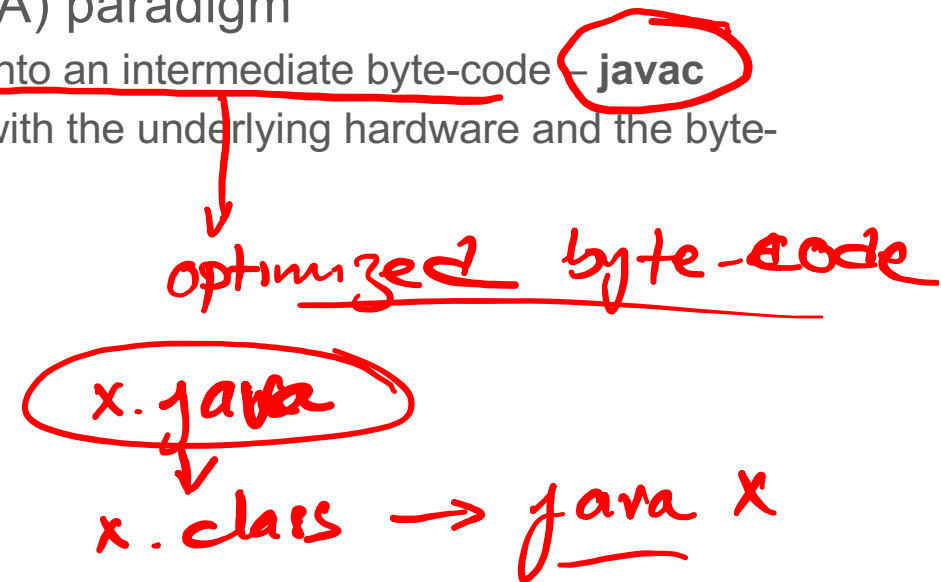 A) paradigm
nto an intermediate byte-code – javac
with the underlying hardware and the byte-
optimized byte-code
x.java
x.class → java x